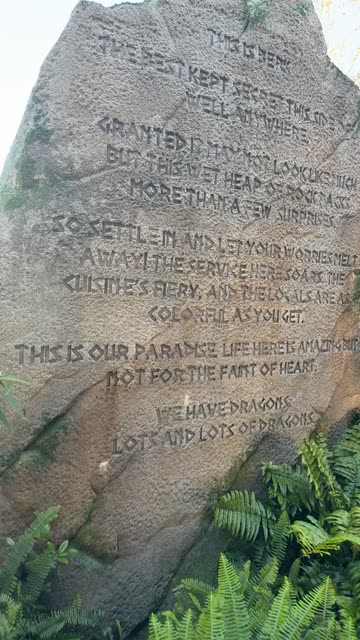 THIS IS BERK
THE BEST KEPT SECRET THIS SIDE OF
WELL ANYWHERE.
GRANTED IT MAY NOT LOOK LIKE MUCH
BUT THIS WET HEAP OF ROCK PACKS
MORE THAN A FEW SURPRISES
SO SETTLE IN AND LET YOUR WORRIES MELT
AWAY! THE SERVICE HERE SOARS. THE
CUISINE'S FIERY, AND THE LOCALS ARE AS
COLORFUL AS YOU GET.
THIS IS OUR PARADISE LIFE HERE IS AMAZING BUT
NOT FOR THE FAINT OF HEART.
WE HAVE DRAGONS
LOTS AND LOTS OF DRAGONS